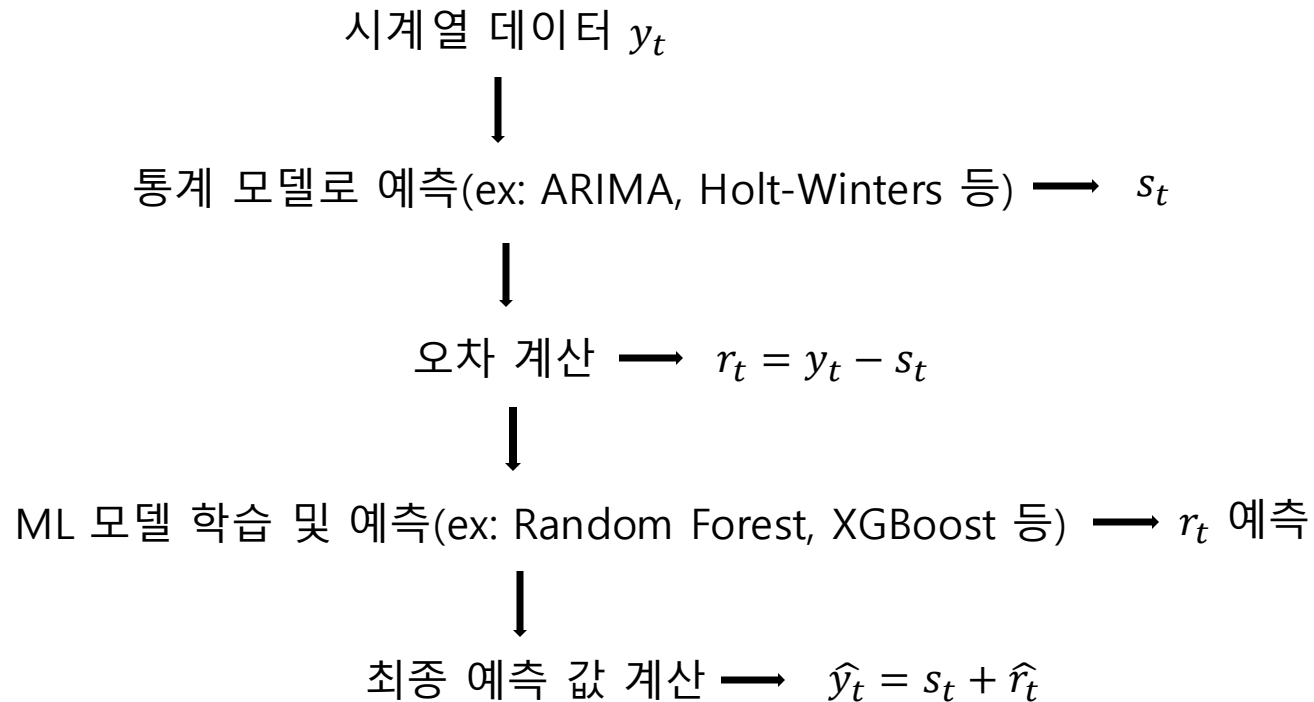 시계열 데이터 y_t
통계 모델로 예측(ex: ARIMA, Holt-Winters 등) → s_t
오차 계산 → r_t = y_t − s_t
ML 모델 학습 및 예측(ex: Random Forest, XGBoost 등) → r_t 예측
최종 예측 값 계산 → ŷ_t = s_t + r̂_t